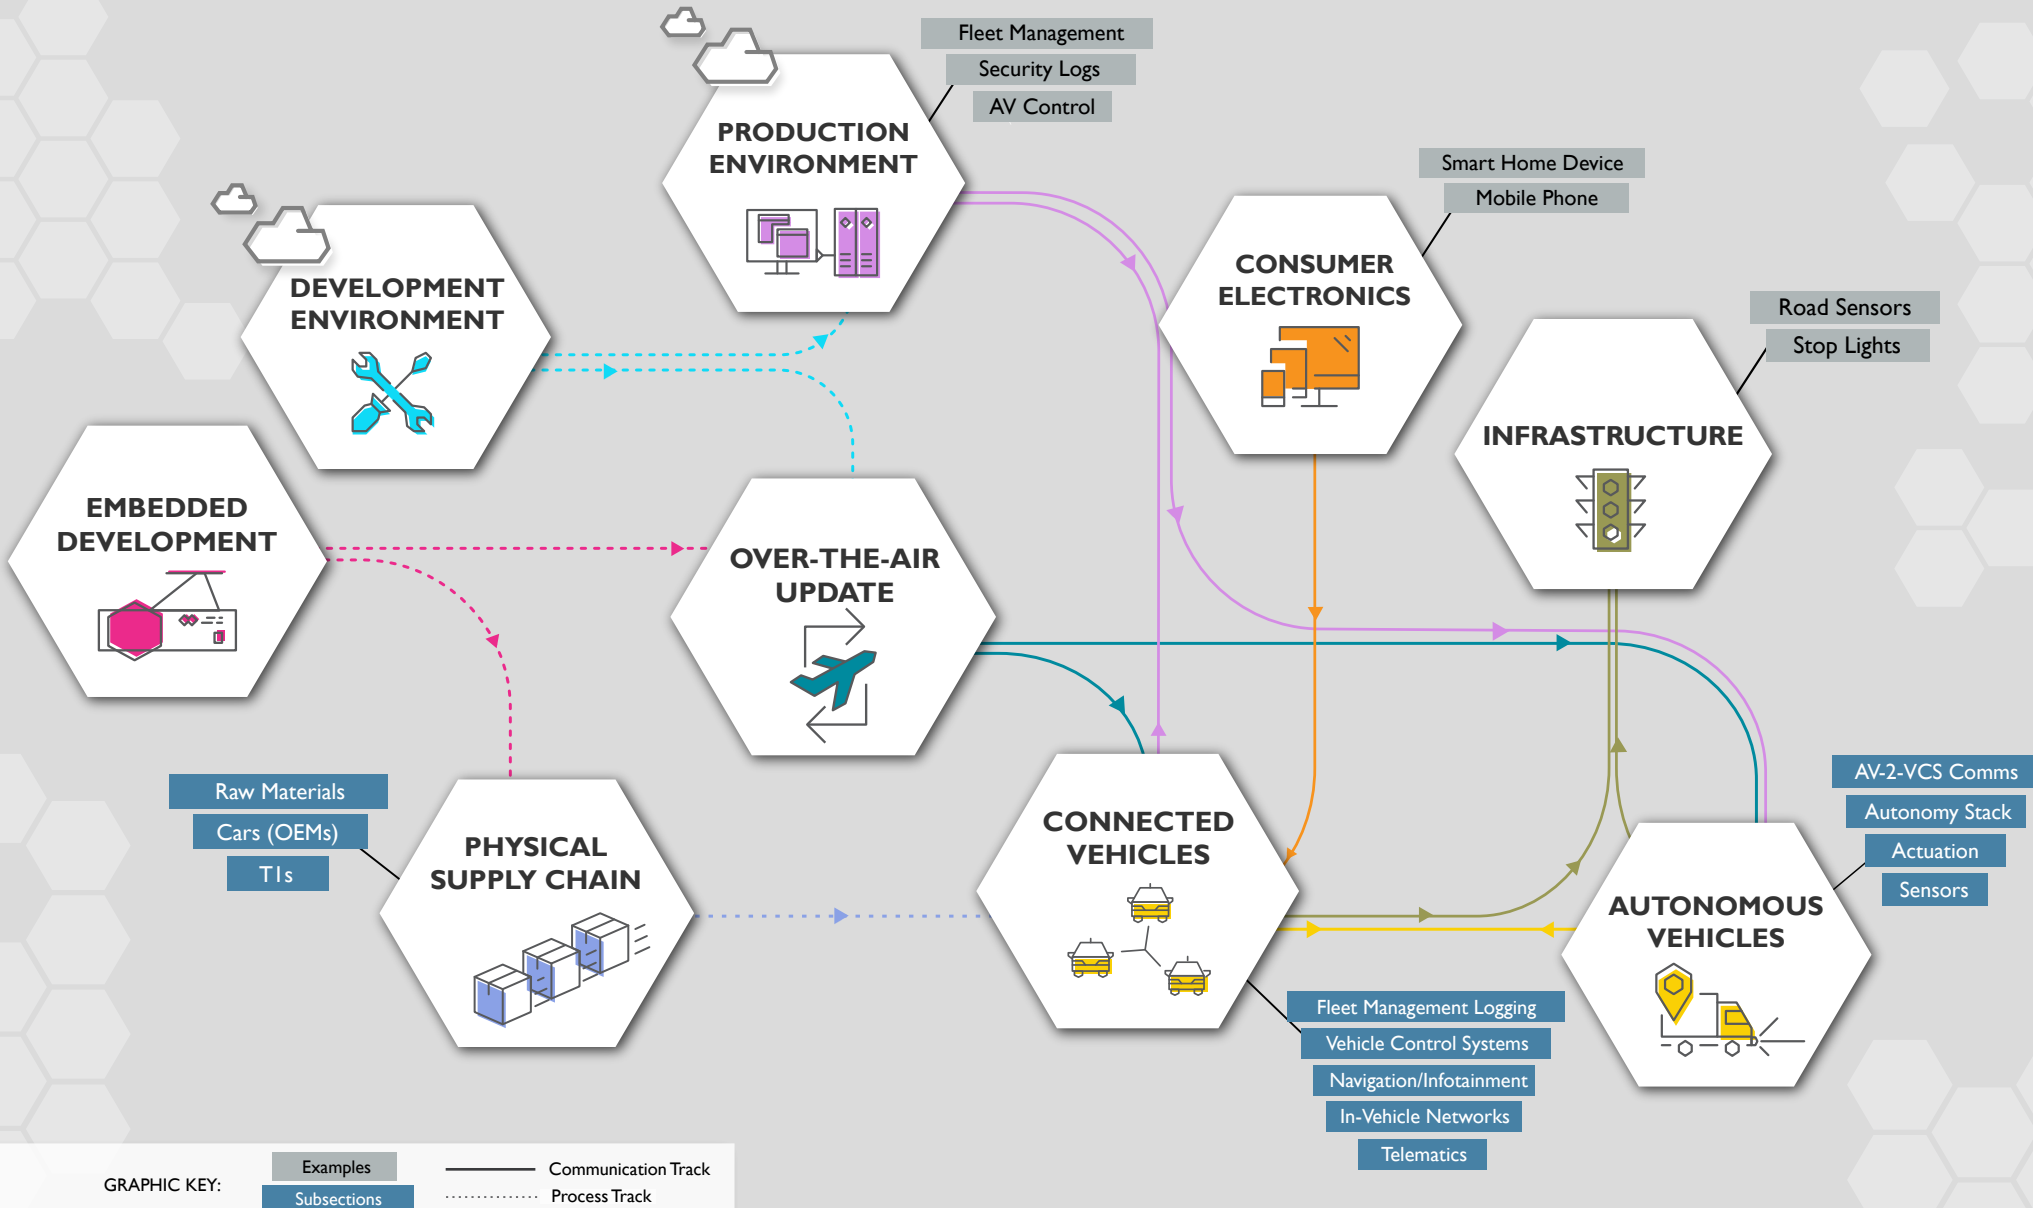 Fleet Management
Security Logs
AV Control
PRODUCTION
ENVIRONMENT
Smart Home Device
Mobile Phone
CONSUMER
ELECTRONICS
DEVELOPMENT
ENVIRONMENT
Road Sensors
Stop Lights
INFRASTRUCTURE
EMBEDDED
DEVELOPMENT
OVER-THE-AIR
UPDATE
Raw Materials
Cars (OEMs)
T1s
PHYSICAL
SUPPLY CHAIN
CONNECTED
VEHICLES
AV-2-VCS Comms
Autonomy Stack
Actuation
Sensors
AUTONOMOUS
VEHICLES
Fleet Management Logging
Vehicle Control Systems
Navigation/Infotainment
In-Vehicle Networks
Telematics
GRAPHIC KEY:
Examples
Subsections
Communication Track
Process Track